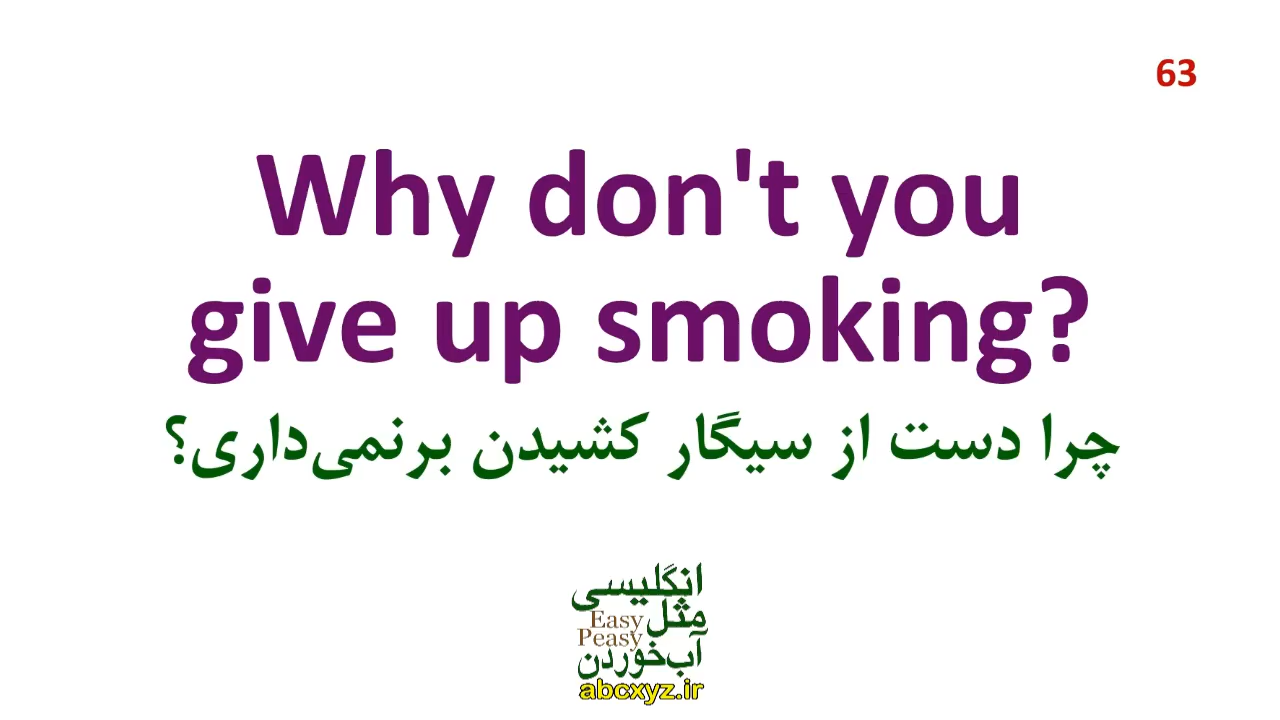 63
Why don't you
give up smoking?
چرا دست از سیگار کشیدن برنمی‌داری؟
انگلیسی
مثل
Easy
Peasy
آب‌خوردن
abcxyz.ir